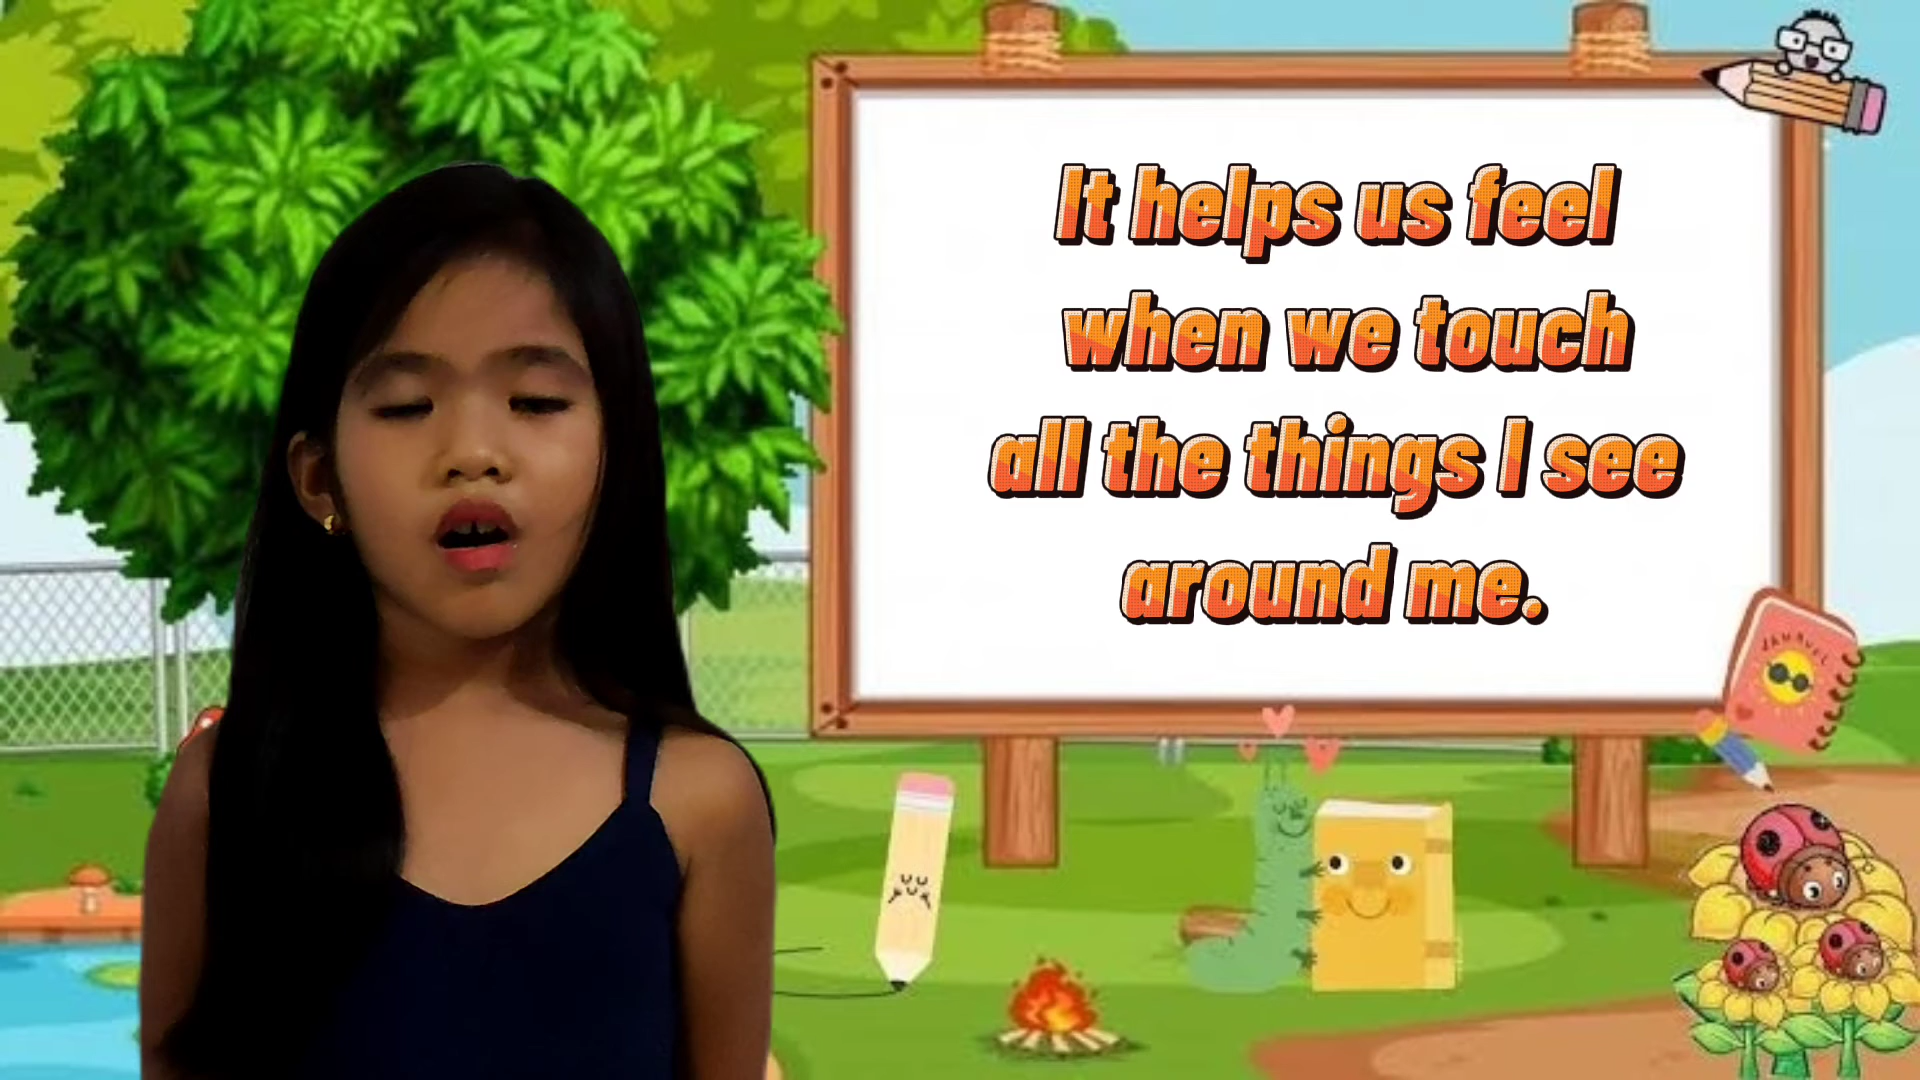 It helps us feel
when we touch
all the things I see
around me.